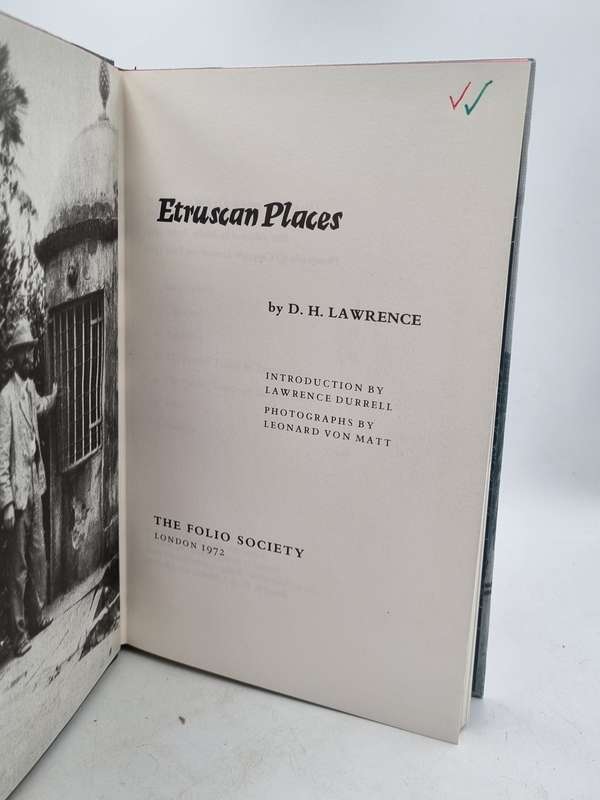 Etruscan Places
by D. H. LAWRENCE
INTRODUCTION BY
LAWRENCE DURRELL
PHOTOGRAPHS BY
LEONARD VON MATT
THE FOLIO SOCIETY
LONDON 1972